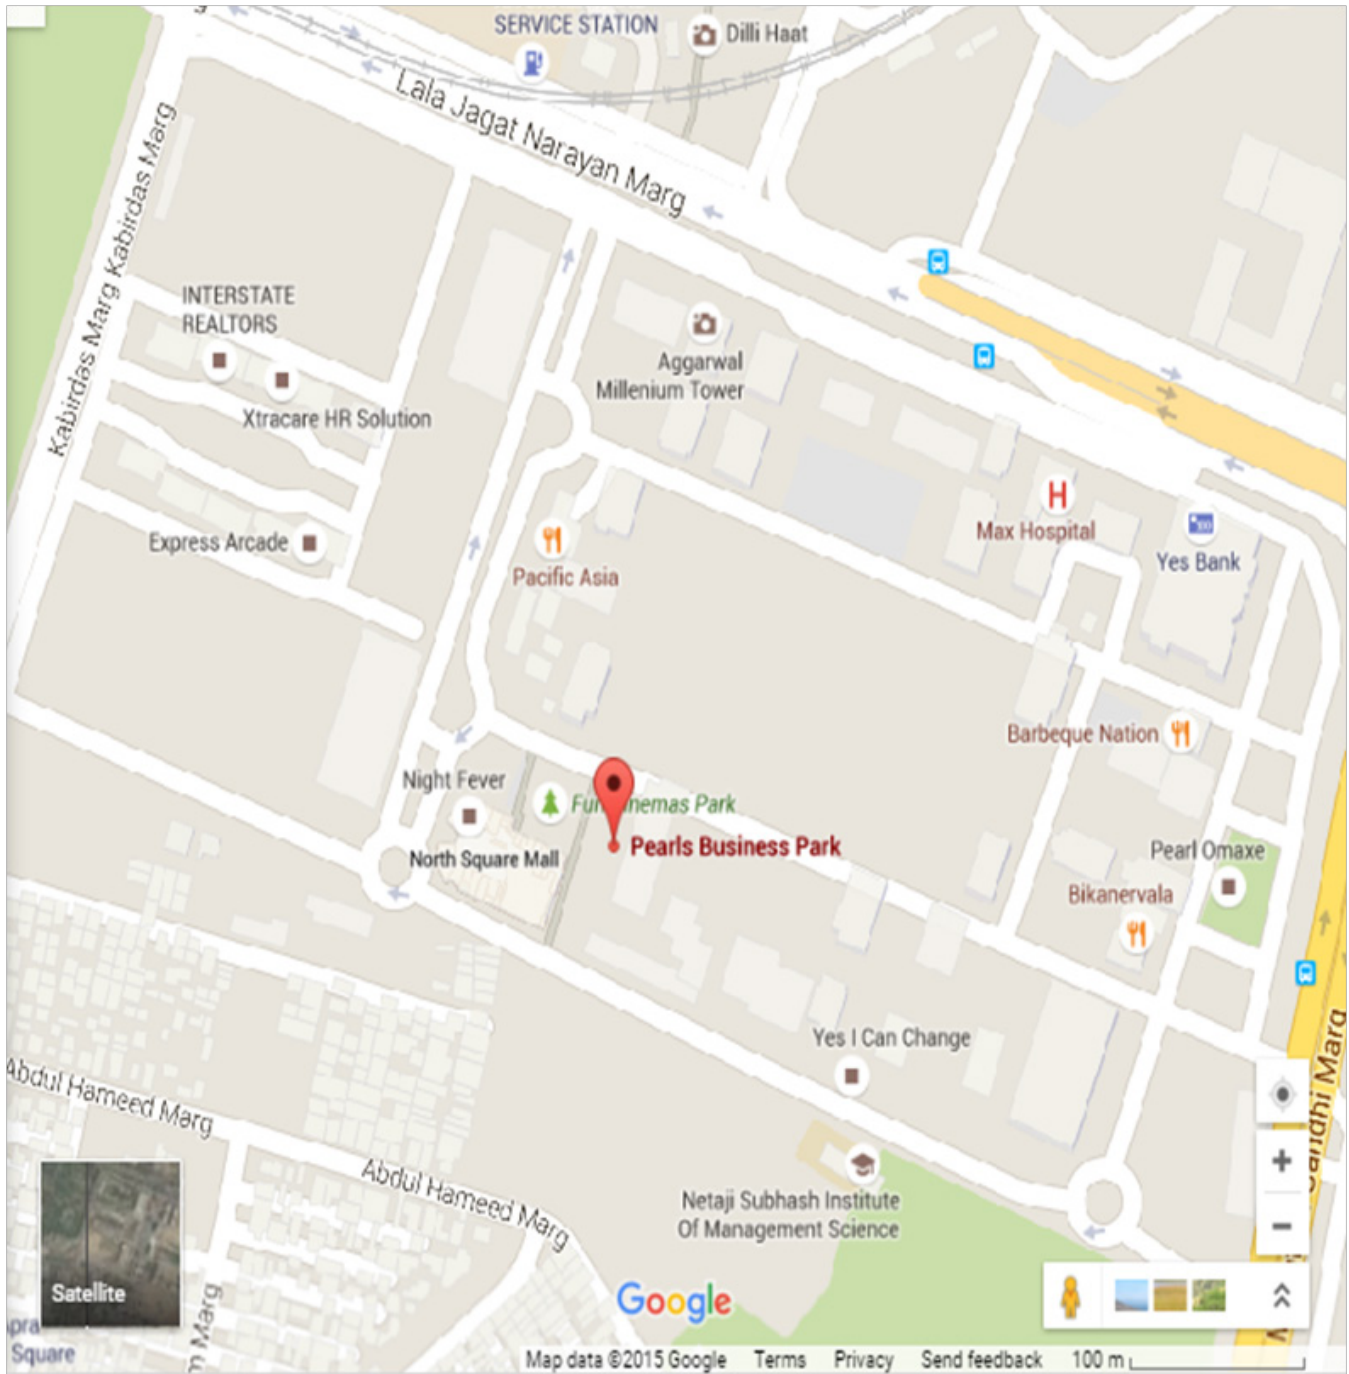 SERVICE STATION
Dilli Haat
Lala Jagat Narayan Marg
Kabirdas Marg Kabirdas Marg
INTERSTATE
REALTORS
Aggarwal
Millenium Tower
Xtracare HR Solution
Max Hospital
Yes Bank
Express Arcade
Pacific Asia
Barbeque Nation
Night Fever
Pearls Business Park
North Square Mall
Pearl Omaxe
Bikanervala
Yes I Can Change
Abdul Hameed Marg
Abdul Hameed Marg
Netaji Subhash Institute
Of Management Science
Marg
Satellite
Marg
Square
Google
Map data ©2015 Google Terms Privacy Send feedback 100 m